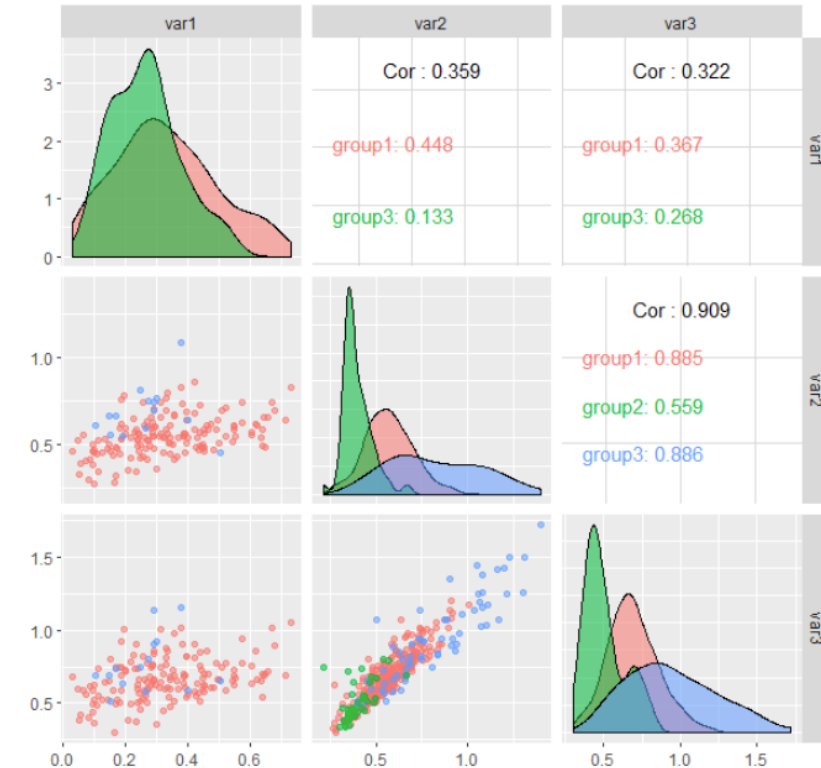 var1 var2 var3
3
2
1
0
Cor : 0.359
group1: 0.448
group3: 0.133
Cor : 0.322
group1: 0.367
group3: 0.268
var1
1.0
0.5
Cor : 0.909
group1: 0.885
group2: 0.559
group3: 0.886
var2
1.5
1.0
0.5
var3
0.0 0.2 0.4 0.6 0.5 1.0 0.5 1.0 1.5